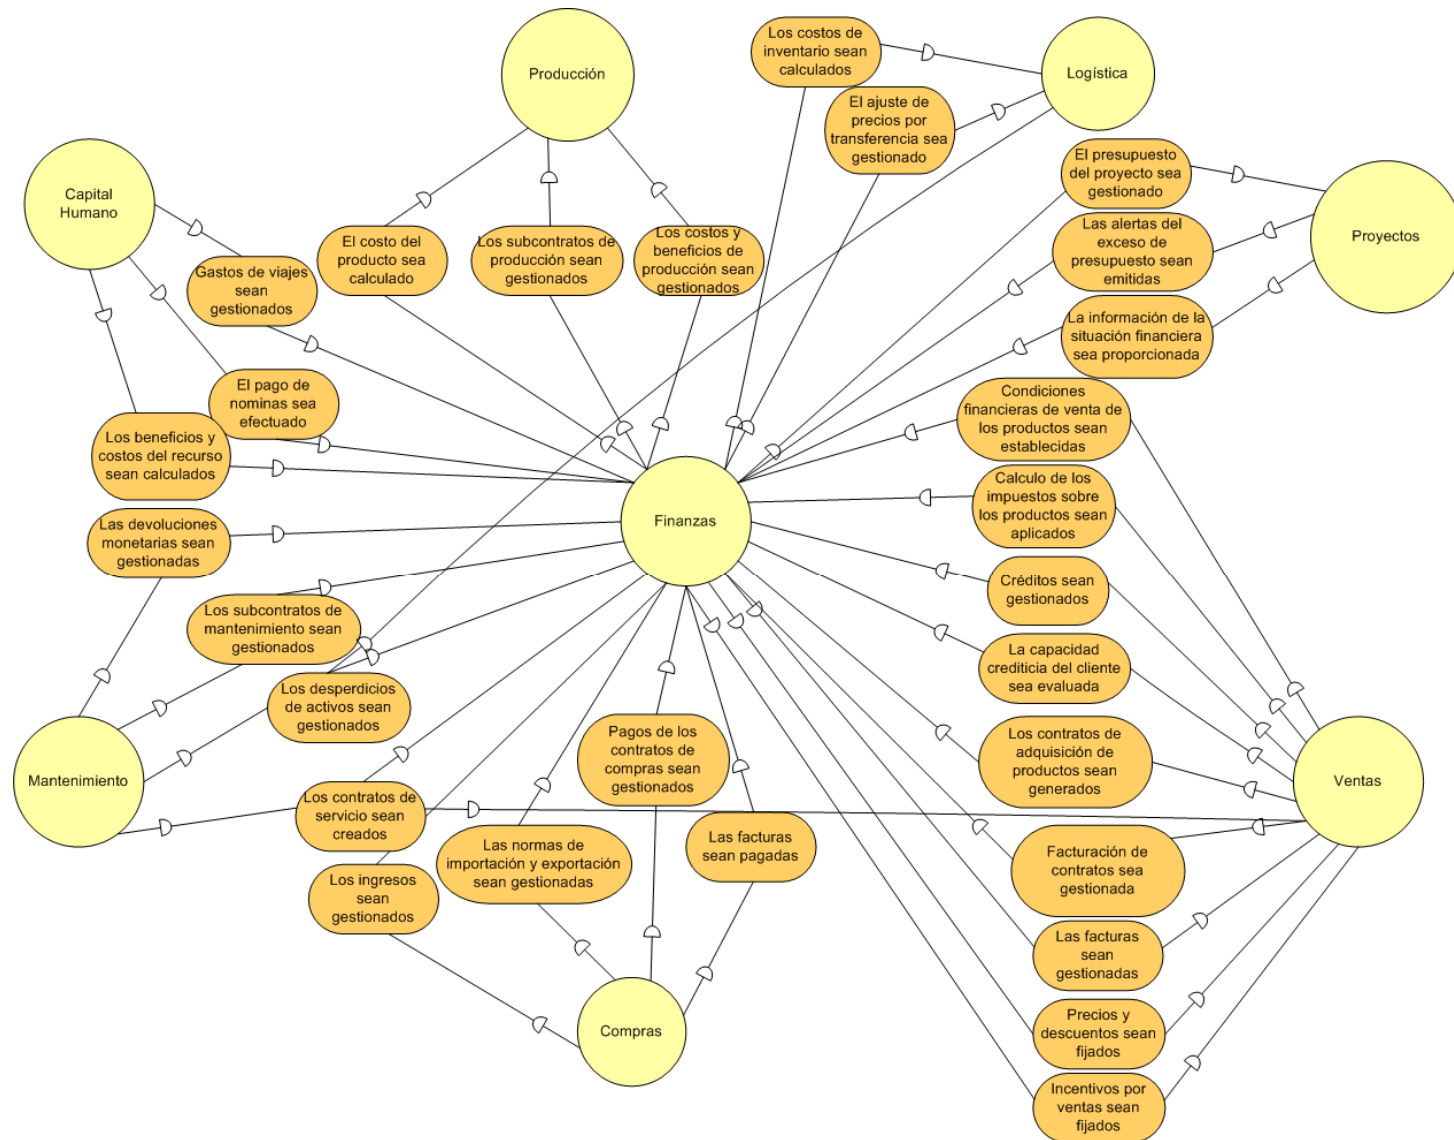 Producción
Los costos de
inventario sean
calculados
Logística
El ajuste de
precios por
transferencia sea
gestionado
El presupuesto
del proyecto sea
gestionado
Capital
Humano
Proyectos
Las alertas del
exceso de
presupuesto sean
emitidas
Gastos de viajes
sean
gestionados
El costo del
producto sea
calculado
Los subcontratos de
producción sean
gestionados
Los costos y
beneficios de
producción sean
gestionados
La información de la
situación financiera
sea proporcionada
El pago de
nominas sea
efectuado
Condiciones
financieras de venta de
los productos sean
establecidas
Los beneficios y
costos del recurso
sean calculados
Calculo de los
impuestos sobre
los productos sean
aplicados
Las devoluciones
monetarias sean
gestionadas
Finanzas
Créditos sean
gestionados
Los subcontratos de
mantenimiento sean
gestionados
La capacidad
crediticia del cliente
sea evaluada
Los desperdicios
de activos sean
gestionados
Pagos de los
contratos de
compras sean
gestionados
Los contratos de
adquisición de
productos sean
generados
Mantenimiento
Ventas
Los contratos de
servicio sean
creados
Las normas de
importación y exportación
sean gestionadas
Las facturas
sean pagadas
Facturación de
contratos sea
gestionada
Los ingresos
sean
gestionados
Las facturas
sean
gestionadas
Compras
Precios y
descuentos sean
fijados
Incentivos por
ventas sean
fijados